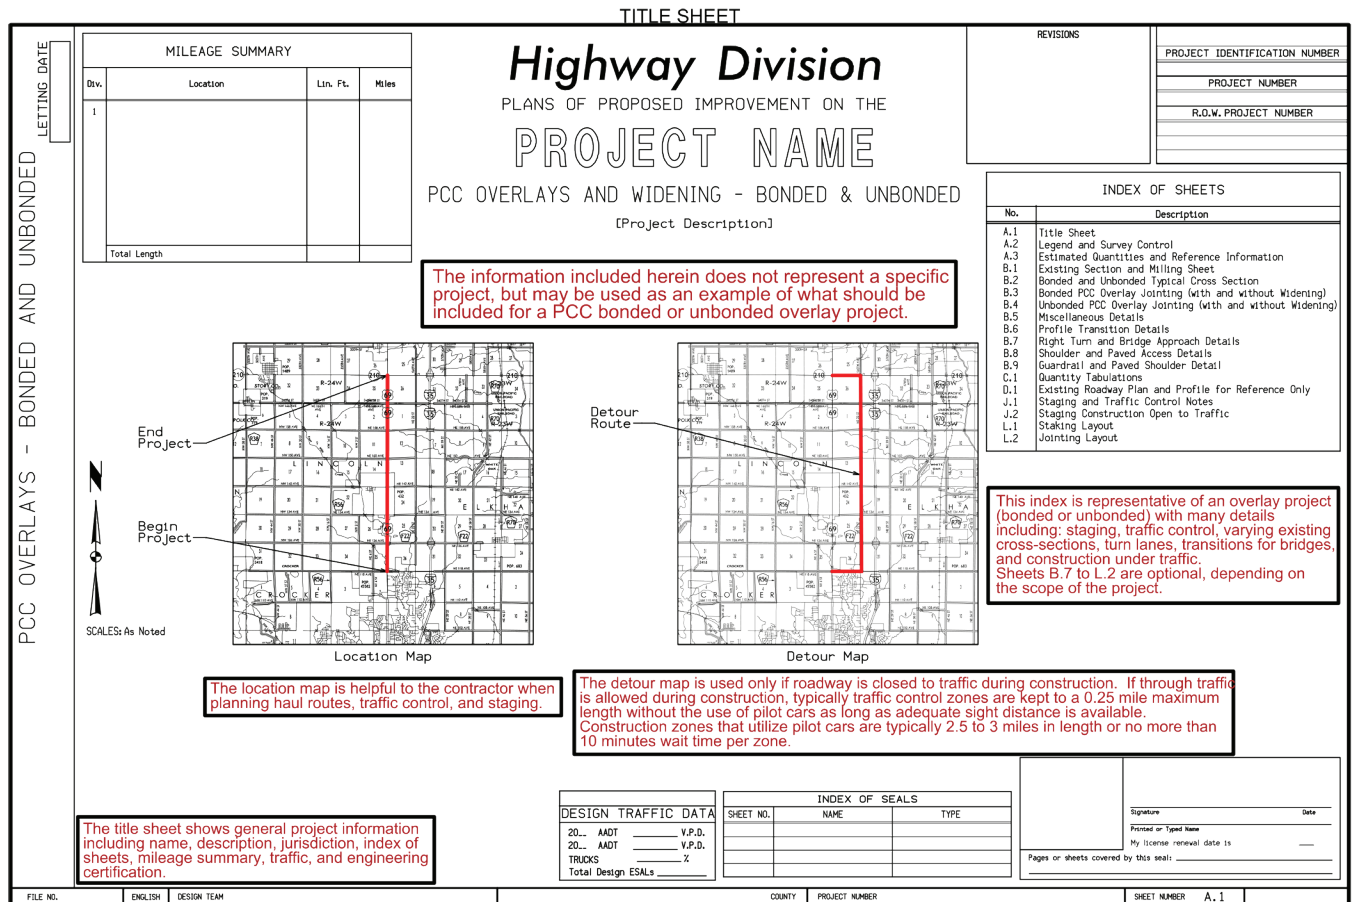 TITLE SHEET
LETTING DATE
PCC OVERLAYS - BONDED AND UNBONDED
MILEAGE SUMMARY
Div. Location Lin. Ft. Miles
1
Total Length
Highway Division
PLANS OF PROPOSED IMPROVEMENT ON THE
PROJECT NAME
PCC OVERLAYS AND WIDENING - BONDED & UNBONDED
[Project Description]
REVISIONS
PROJECT IDENTIFICATION NUMBER
PROJECT NUMBER
R.O.W. PROJECT NUMBER
INDEX OF SHEETS
No. Description
A.1 Title Sheet
A.2 Legend and Survey Control
A.3 Estimated Quantities and Reference Information
B.1 Existing Section and Milling Sheet
B.2 Bonded and Unbonded Typical Cross Section
B.3 Bonded PCC Overlay Jointing (with and without Widening)
B.4 Unbonded PCC Overlay Jointing (with and without Widening)
B.5 Miscellaneous Details
B.6 Profile Transition Details
B.7 Right Turn and Bridge Approach Details
B.8 Shoulder and Paved Access Details
B.9 Guardrail and Paved Shoulder Detail
C.1 Quantity Tabulations
D.1 Existing Roadway Plan and Profile for Reference Only
J.1 Staging and Traffic Control Notes
J.2 Staging Construction Open to Traffic
L.1 Staking Layout
L.2 Jointing Layout
The information included herein does not represent a specific
project, but may be used as an example of what should be
included for a PCC bonded or unbonded overlay project.
End
Project
Begin
Project
R-24W
R-24W
LINCOLN
ELKHA
CROCKER
Location Map
Detour
Route
R-24W
R-24W
LINCOLN
ELKHA
CROCKER
Detour Map
SCALES: As Noted
This index is representative of an overlay project
(bonded or unbonded) with many details
including: staging, traffic control, varying existing
cross-sections, turn lanes, transitions for bridges,
and construction under traffic.
Sheets B.7 to L.2 are optional, depending on
the scope of the project.
The location map is helpful to the contractor when
planning haul routes, traffic control, and staging.
The detour map is used only if roadway is closed to traffic during construction. If through traffic
is allowed during construction, typically traffic control zones are kept to a 0.25 mile maximum
length without the use of pilot cars as long as adequate sight distance is available.
Construction zones that utilize pilot cars are typically 2.5 to 3 miles in length or no more than
10 minutes wait time per zone.
The title sheet shows general project information
including name, description, jurisdiction, index of
sheets, mileage summary, traffic, and engineering
certification.
DESIGN TRAFFIC DATA
20__ AADT ______ V.P.D.
20__ AADT ______ V.P.D.
TRUCKS ______ %
Total Design ESALs ______
INDEX OF SEALS
SHEET NO. NAME TYPE
Signature Date
Printed or Typed Name
My license renewal date is
Pages or sheets covered by this seal:
FILE NO. ENGLISH DESIGN TEAM COUNTY PROJECT NUMBER SHEET NUMBER A.1